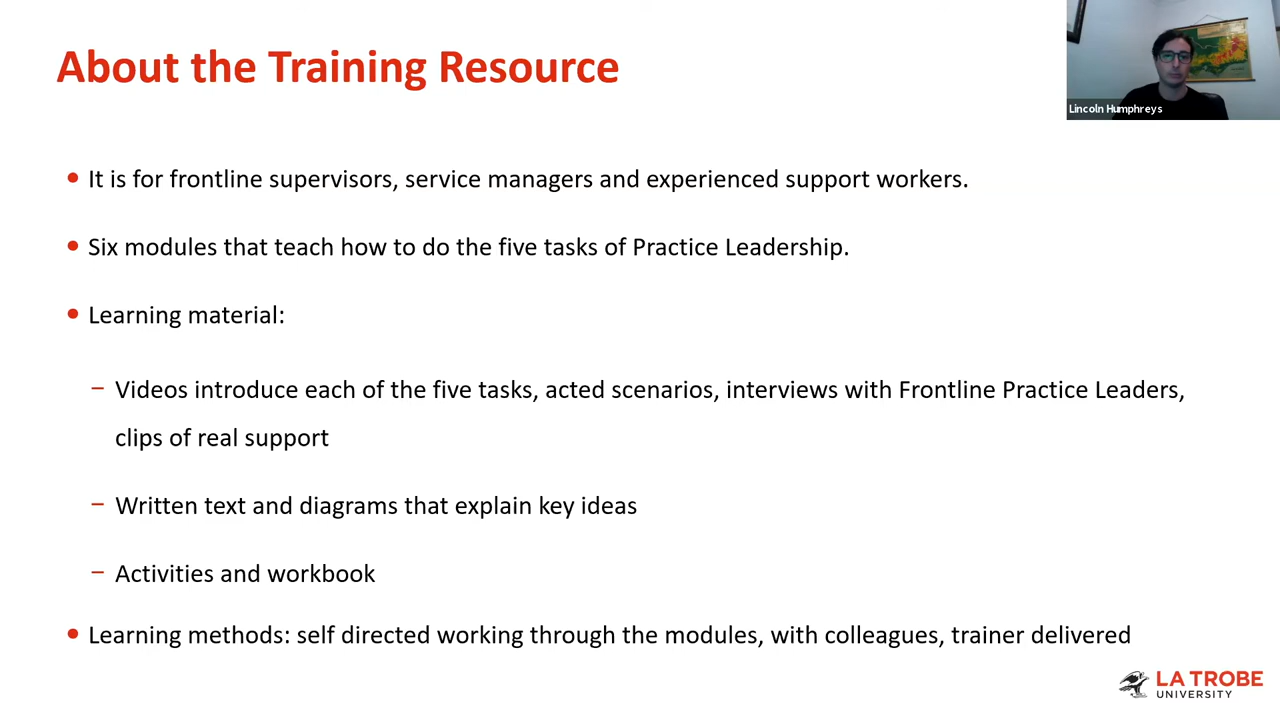 About the Training Resource
Lincoln Humphreys
• It is for frontline supervisors, service managers and experienced support workers.
• Six modules that teach how to do the five tasks of Practice Leadership.
• Learning material:
– Videos introduce each of the five tasks, acted scenarios, interviews with Frontline Practice Leaders,
clips of real support
– Written text and diagrams that explain key ideas
– Activities and workbook
• Learning methods: self directed working through the modules, with colleagues, trainer delivered
LA TROBE
UNIVERSITY